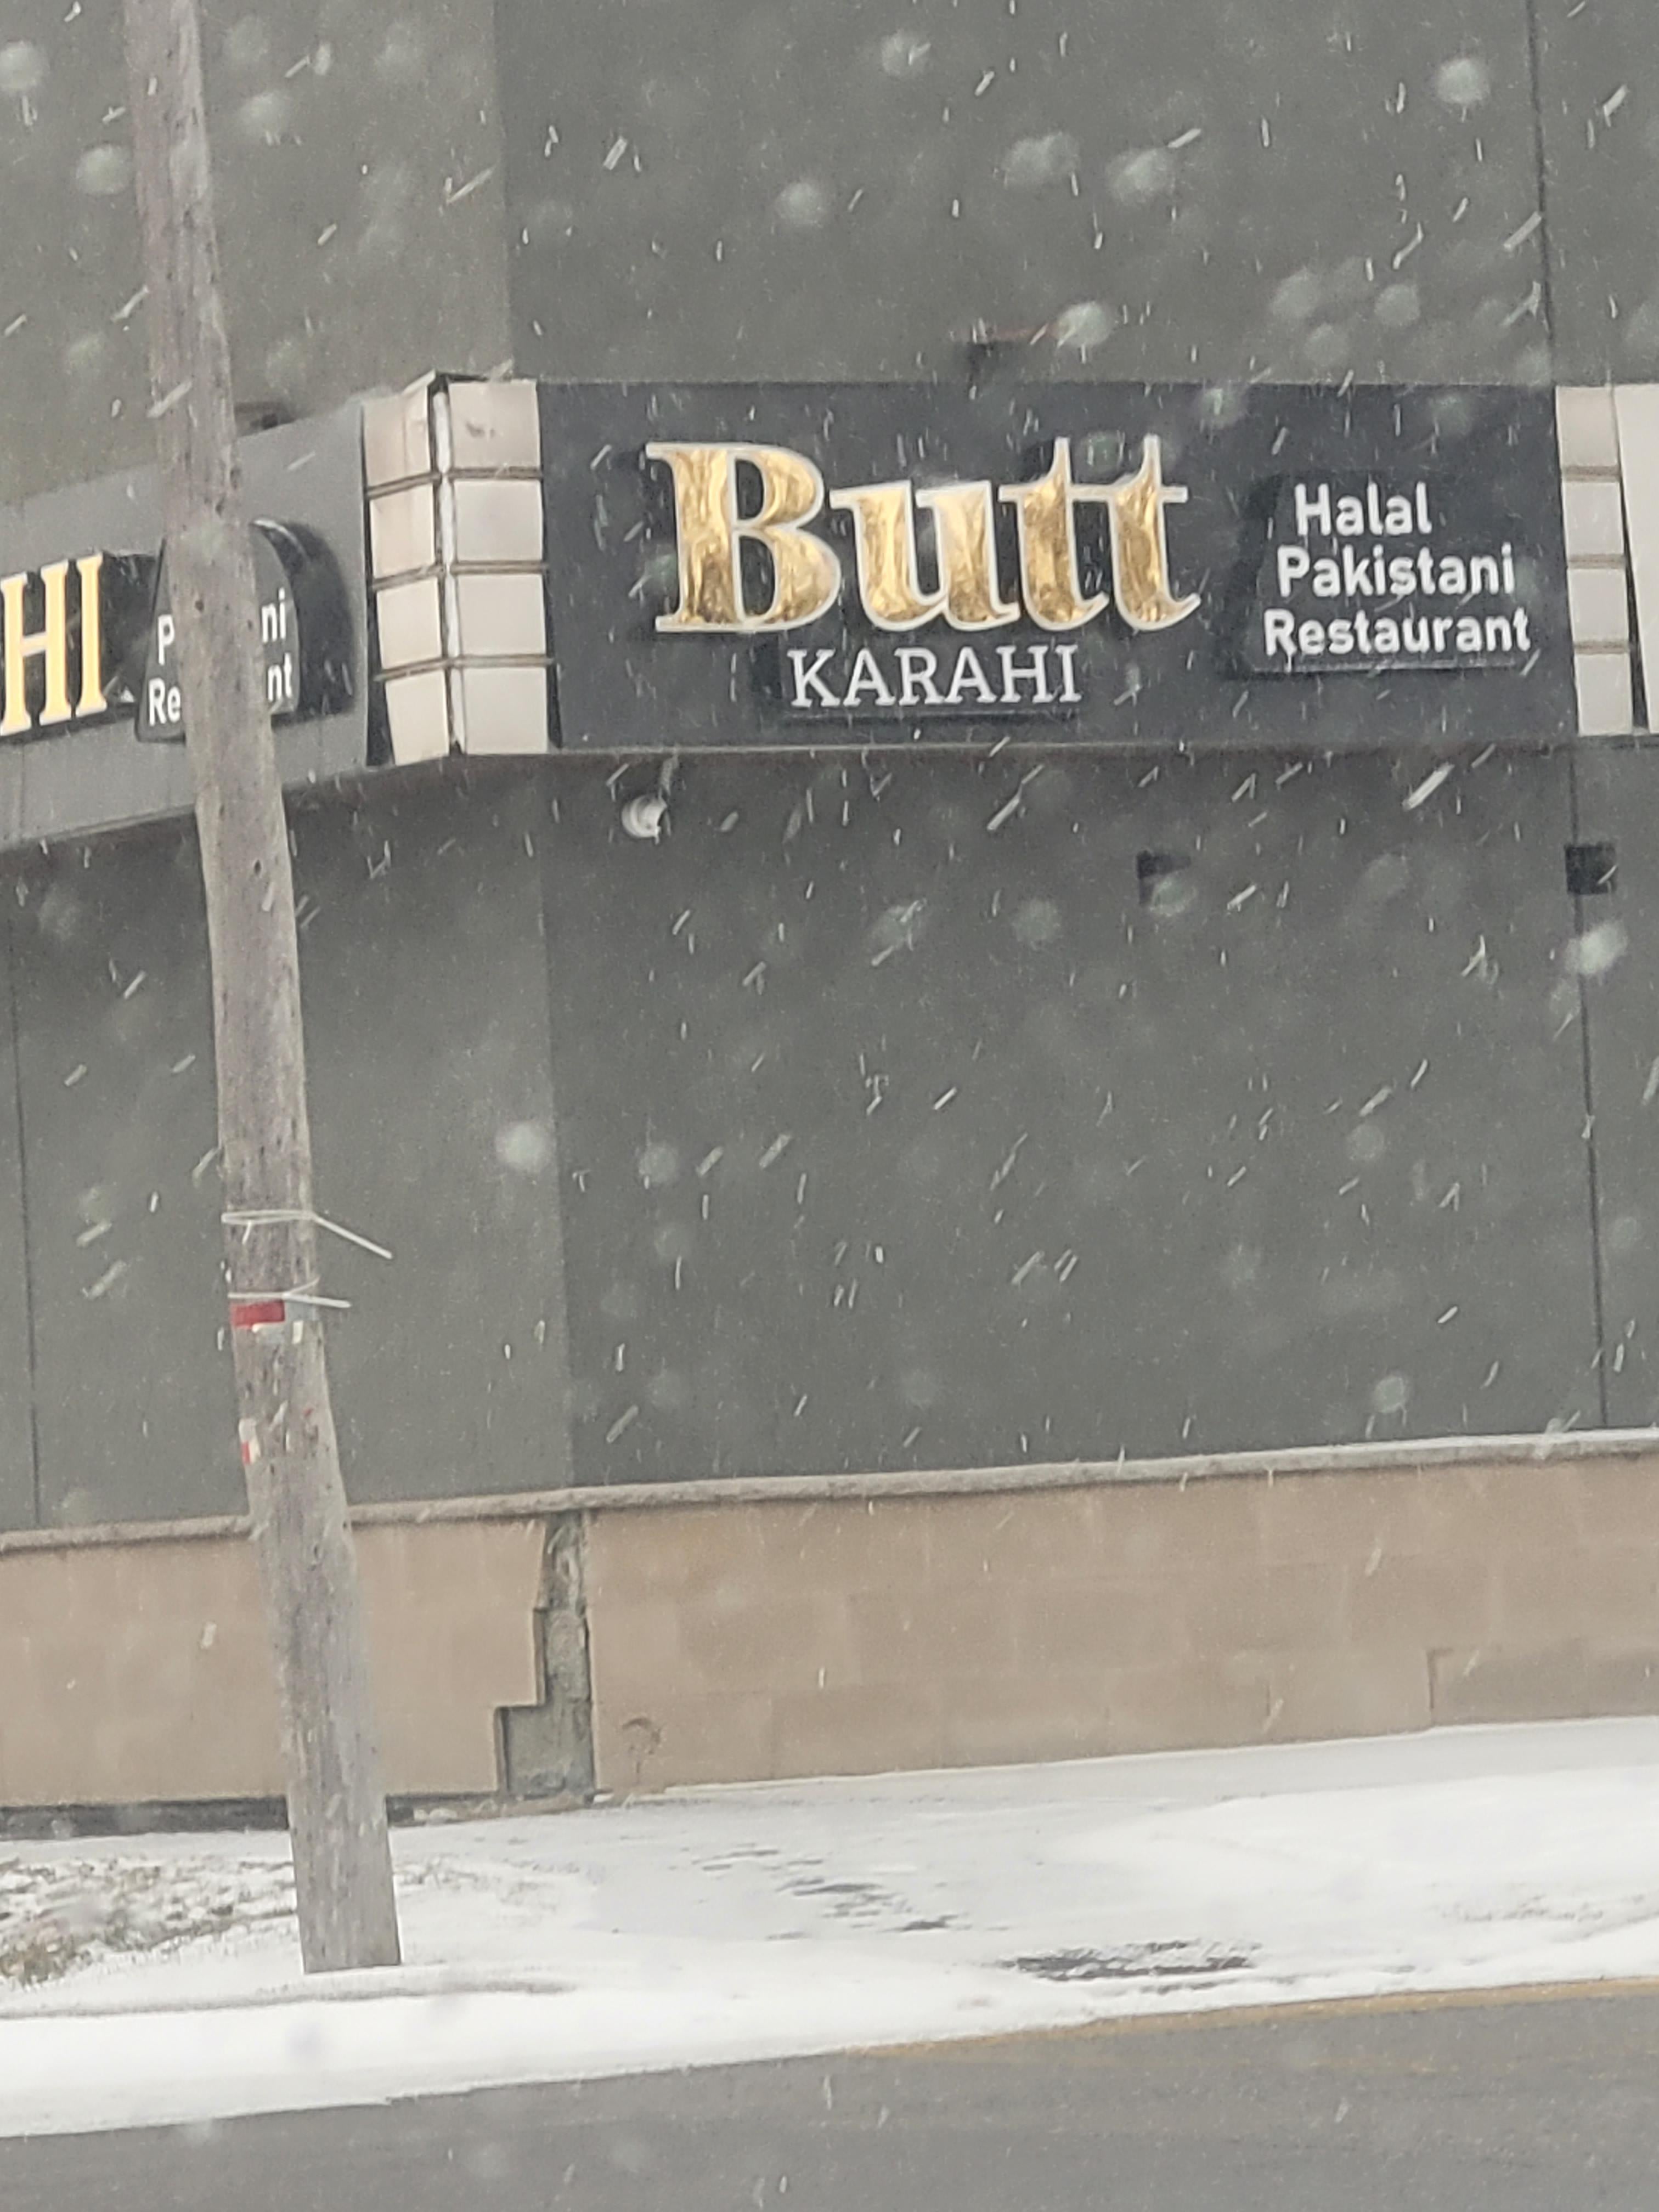 HI
Butt
KARAHI
Halal
Pakistani
Restaurant